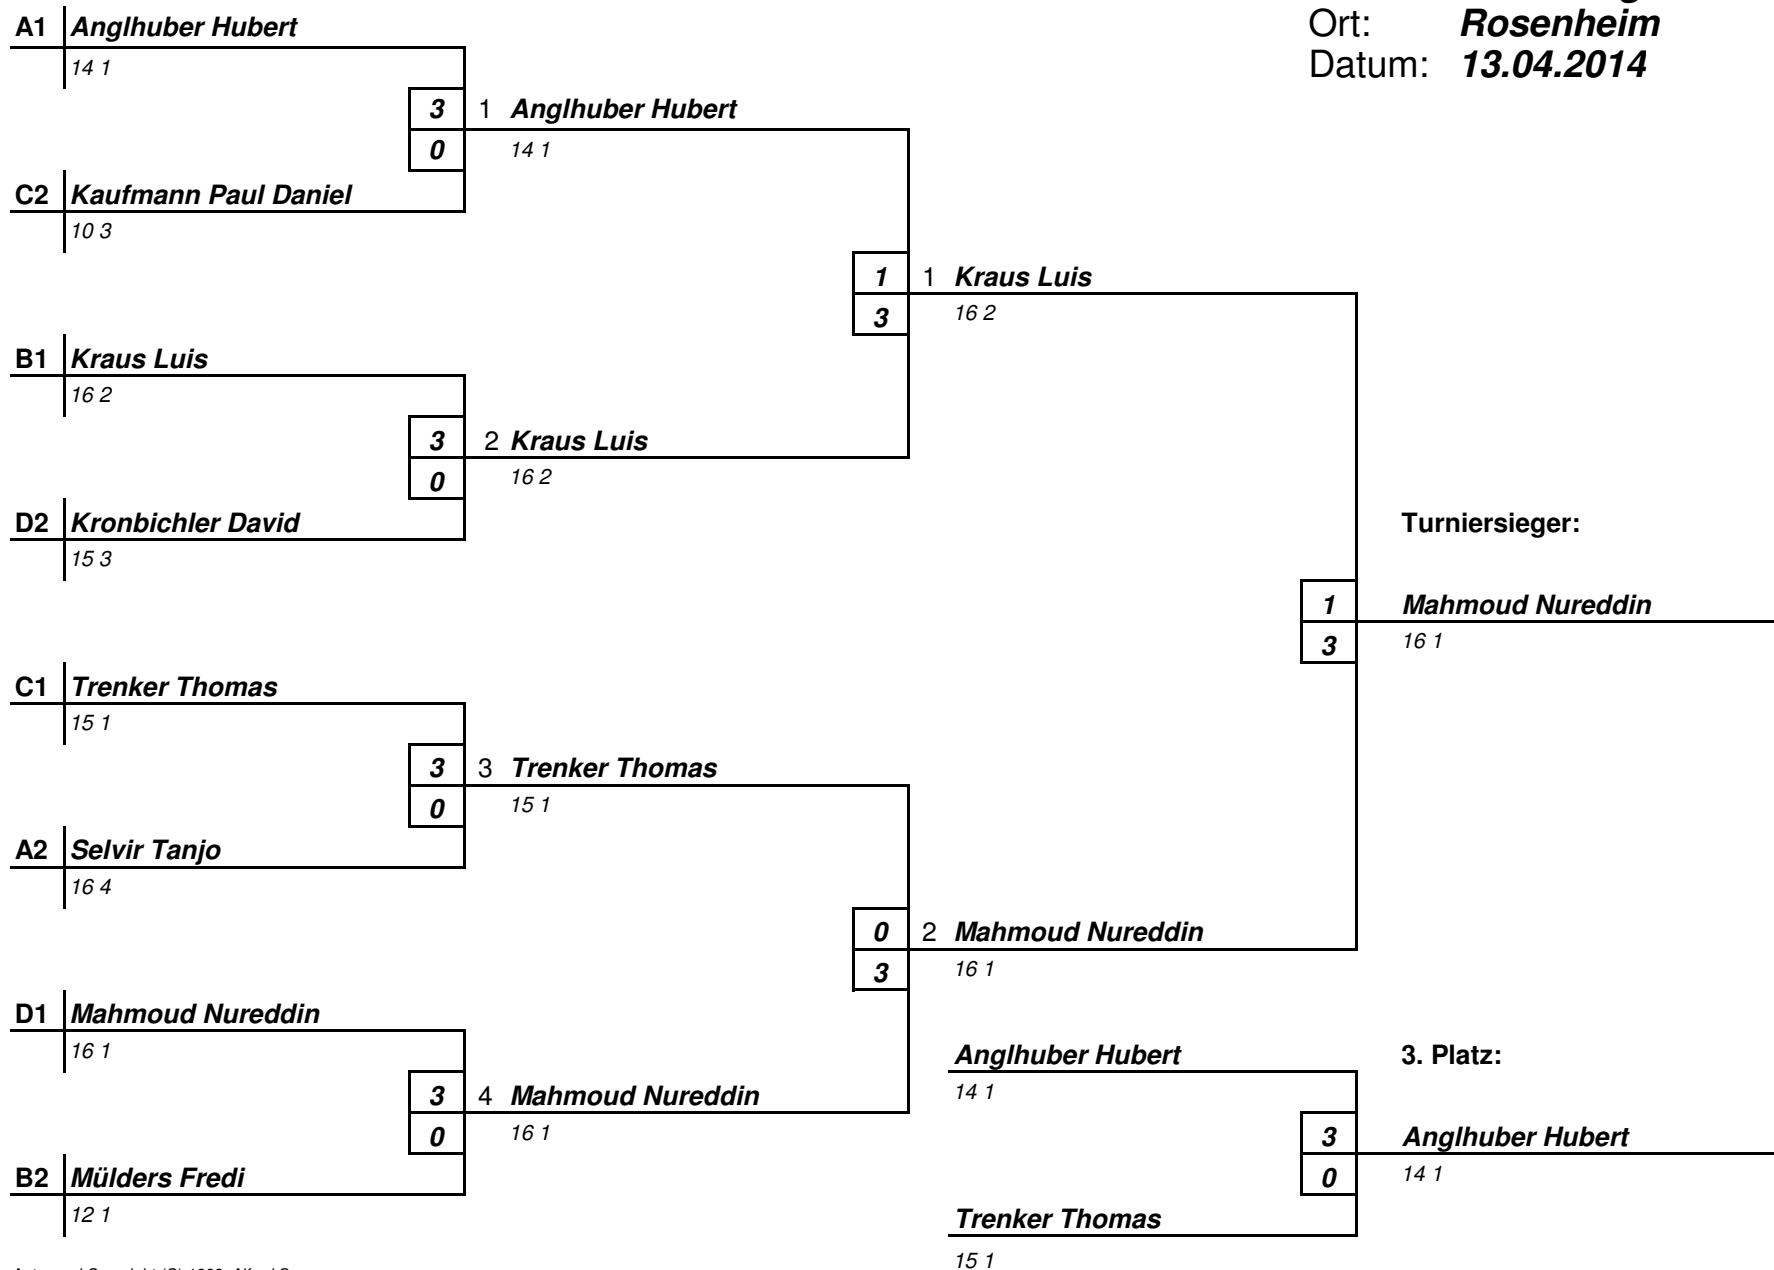 Ort: Rosenheim
Datum: 13.04.2014
A1 Anglhuber Hubert
14 1
3 1 Anglhuber Hubert
0 14 1
C2 Kaufmann Paul Daniel
10 3
1 1 Kraus Luis
3 16 2
B1 Kraus Luis
16 2
3 2 Kraus Luis
0 16 2
D2 Kronbichler David
15 3
Turniersieger:
1 Mahmoud Nureddin
3 16 1
C1 Trenker Thomas
15 1
3 3 Trenker Thomas
0 15 1
A2 Selvir Tanjo
16 4
0 2 Mahmoud Nureddin
3 16 1
D1 Mahmoud Nureddin
16 1
Anglhuber Hubert 3. Platz:
14 1
3 4 Mahmoud Nureddin
0 16 1
3 Anglhuber Hubert
0 14 1
B2 Mülders Fredi
12 1
Trenker Thomas
15 1